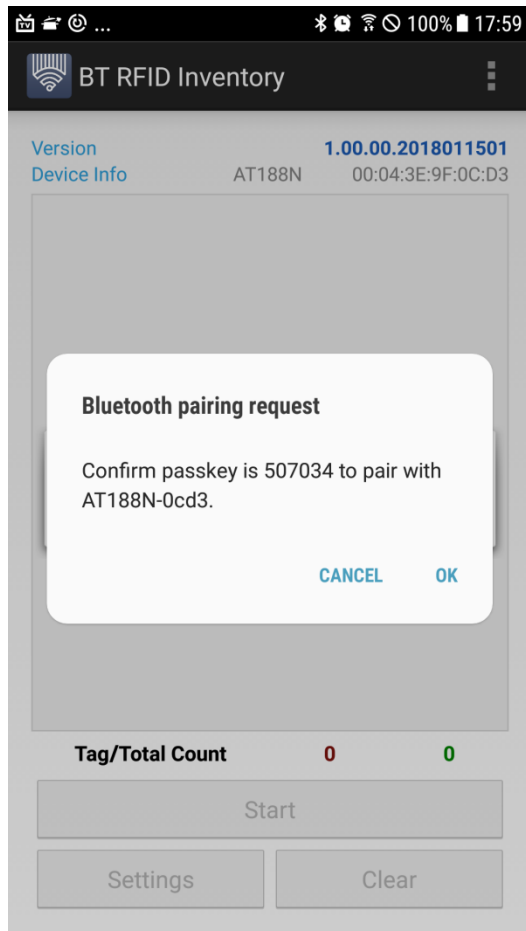 ... 100% 17:59
BT RFID Inventory
Version 1.00.00.2018011501
Device Info AT188N 00:04:3E:9F:0C:D3
Bluetooth pairing request
Confirm passkey is 507034 to pair with
AT188N-0cd3.
CANCEL OK
Tag/Total Count 0 0
Start
Settings Clear